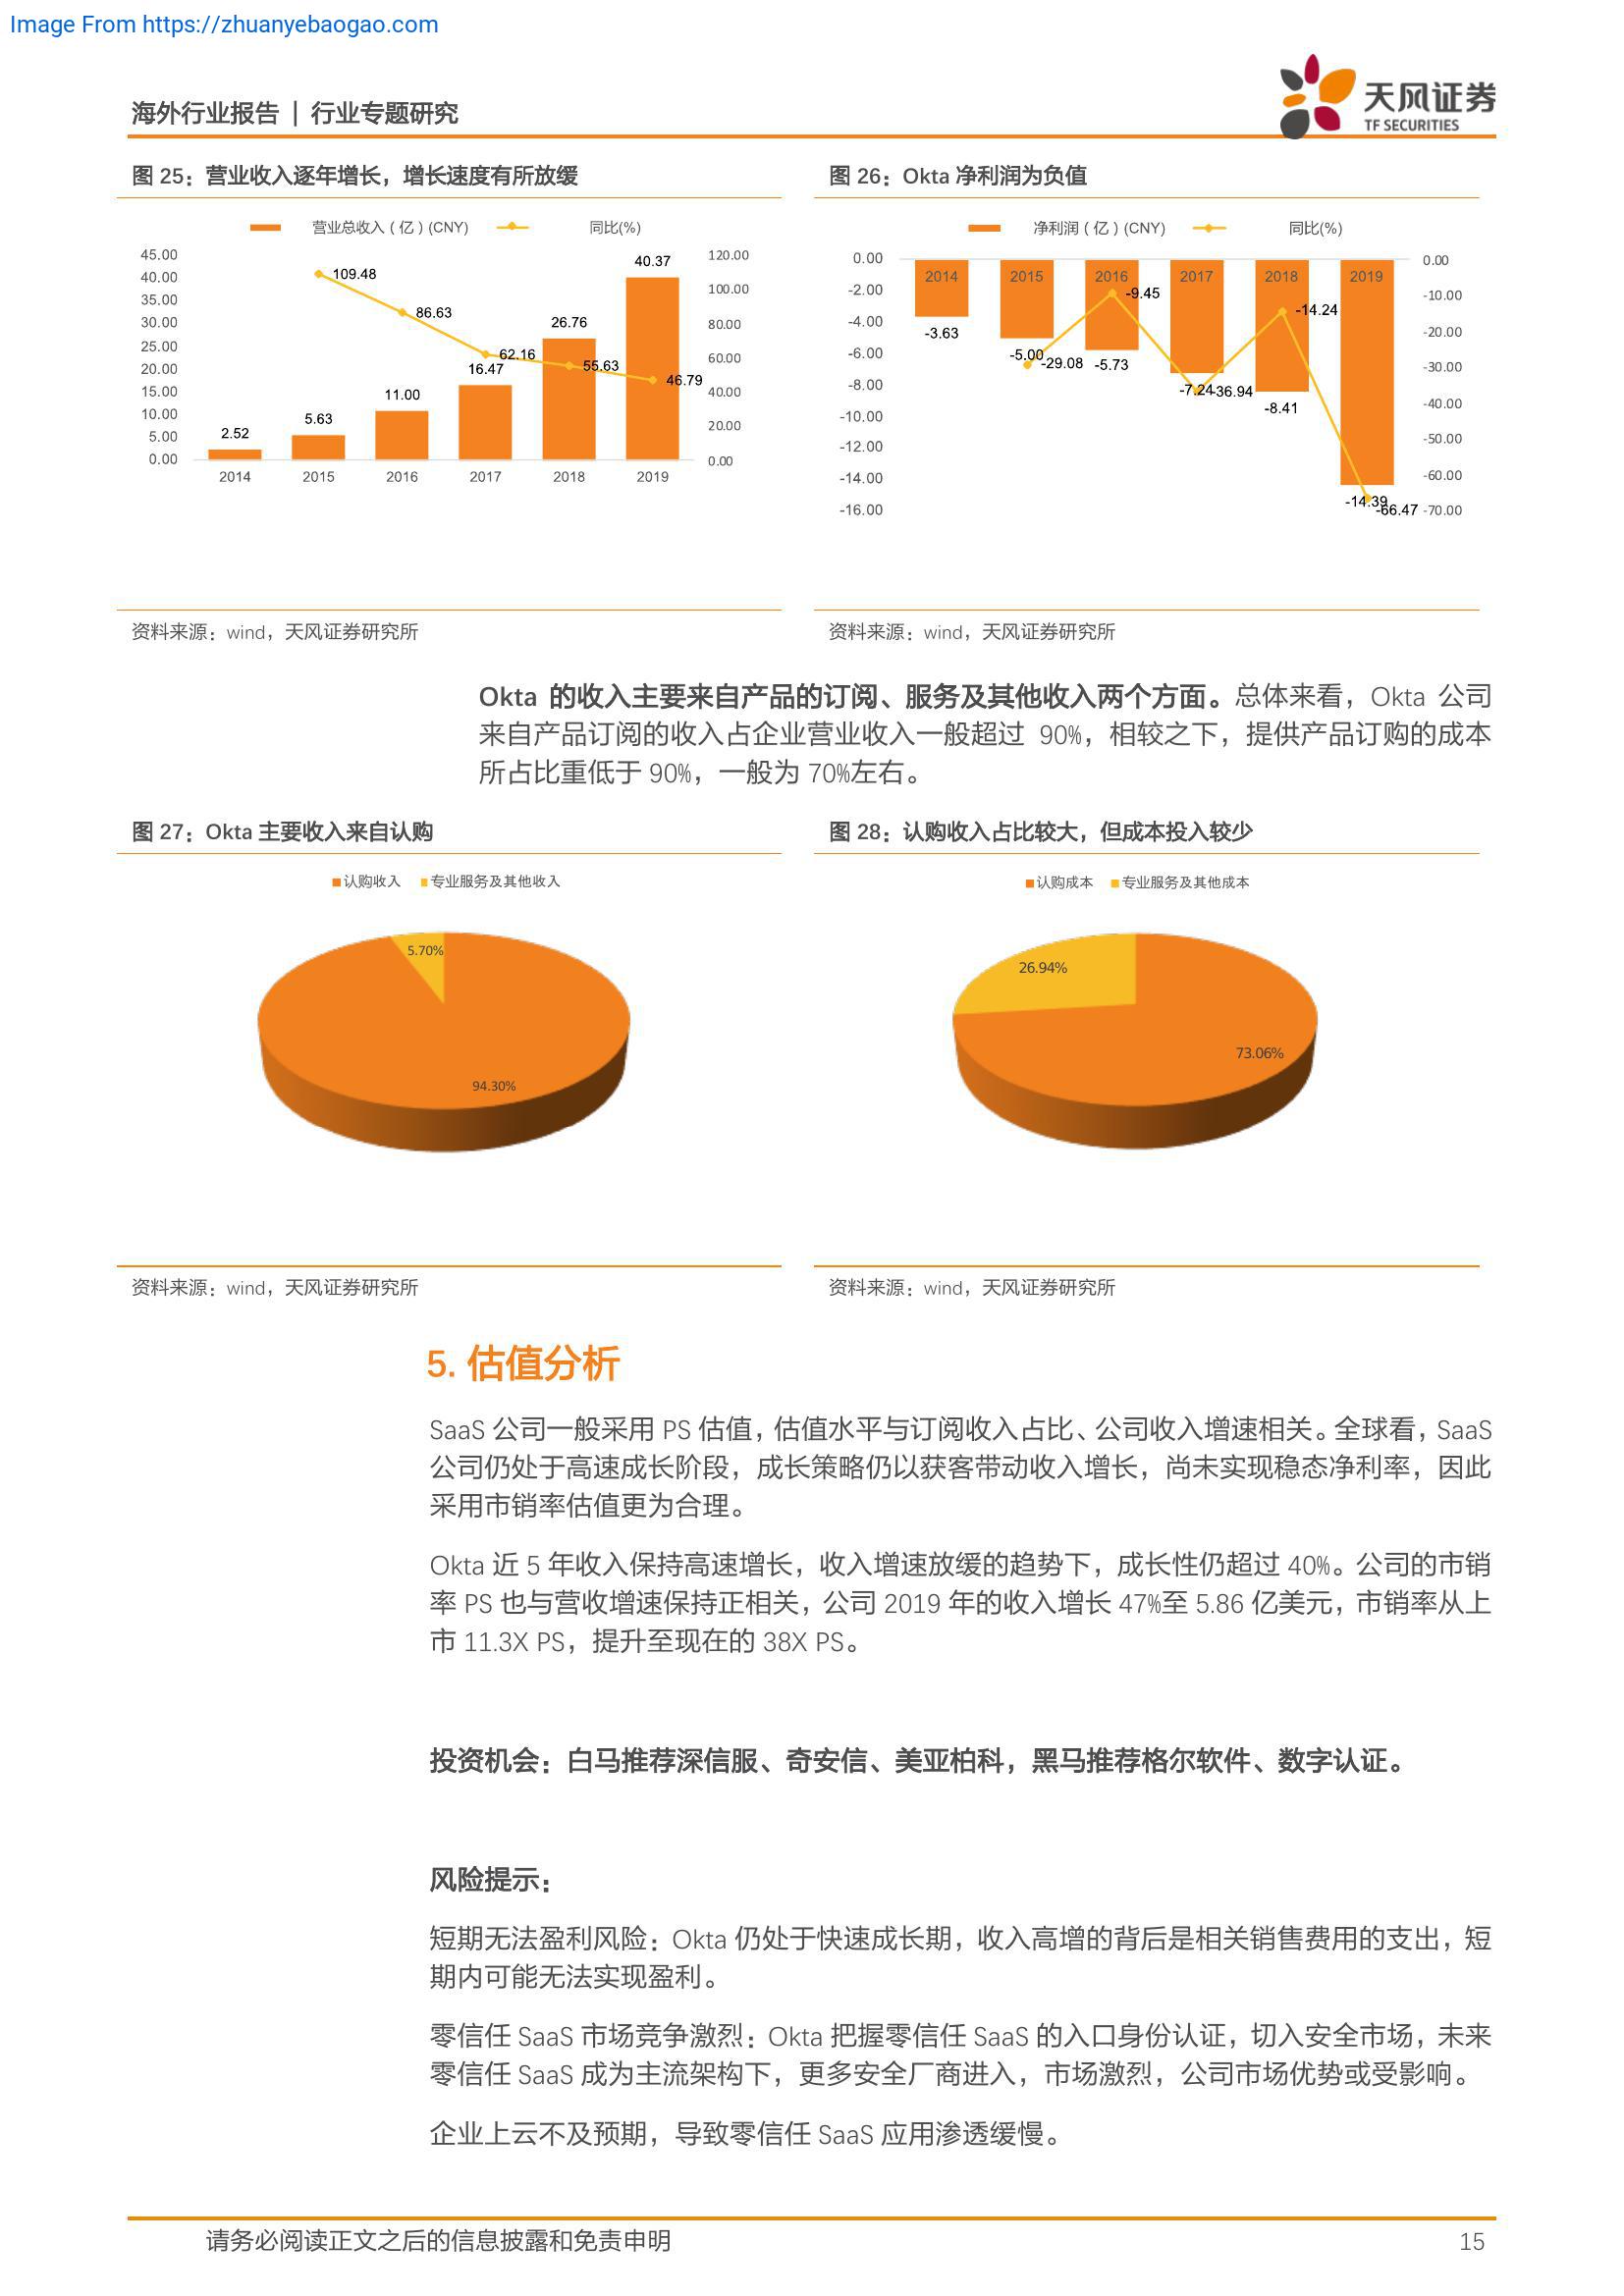 Image From https://zhuanyebaogao.com
海外行业报告 | 行业专题研究
天风证券
TF SECURITIES
图 25：营业收入逐年增长，增长速度有所放缓
营业总收入（亿）(CNY) 同比(%)
45.00
40.00
35.00
30.00
25.00
20.00
15.00
10.00
5.00
0.00
120.00
100.00
80.00
60.00
40.00
20.00
0.00
109.48
86.63
62.16
55.63
46.79
2.52
5.63
11.00
16.47
26.76
40.37
2014 2015 2016 2017 2018 2019
资料来源：wind，天风证券研究所
图 26：Okta 净利润为负值
净利润（亿）(CNY) 同比(%)
0.00
-2.00
-4.00
-6.00
-8.00
-10.00
-12.00
-14.00
-16.00
0.00
-10.00
-20.00
-30.00
-40.00
-50.00
-60.00
-70.00
2014 2015 2016 2017 2018 2019
-3.63
-5.00
-5.73
-7.24
-8.41
-14.39
-29.08
-9.45
-36.94
-14.24
-66.47
资料来源：wind，天风证券研究所
Okta 的收入主要来自产品的订阅、服务及其他收入两个方面。总体来看，Okta 公司
来自产品订阅的收入占企业营业收入一般超过 90%，相较之下，提供产品订购的成本
所占比重低于 90%，一般为 70%左右。
图 27：Okta 主要收入来自认购
认购收入 专业服务及其他收入
5.70%
94.30%
资料来源：wind，天风证券研究所
图 28：认购收入占比较大，但成本投入较少
认购成本 专业服务及其他成本
26.94%
73.06%
资料来源：wind，天风证券研究所
5. 估值分析
SaaS 公司一般采用 PS 估值，估值水平与订阅收入占比、公司收入增速相关。全球看，SaaS
公司仍处于高速成长阶段，成长策略仍以获客带动收入增长，尚未实现稳态净利率，因此
采用市销率估值更为合理。
Okta 近 5 年收入保持高速增长，收入增速放缓的趋势下，成长性仍超过 40%。公司的市销
率 PS 也与营收增速保持正相关，公司 2019 年的收入增长 47%至 5.86 亿美元，市销率从上
市 11.3X PS，提升至现在的 38X PS。
投资机会：白马推荐深信服、奇安信、美亚柏科，黑马推荐格尔软件、数字认证。
风险提示：
短期无法盈利风险：Okta 仍处于快速成长期，收入高增的背后是相关销售费用的支出，短
期内可能无法实现盈利。
零信任 SaaS 市场竞争激烈：Okta 把握零信任 SaaS 的入口身份认证，切入安全市场，未来
零信任 SaaS 成为主流架构下，更多安全厂商进入，市场激烈，公司市场优势或受影响。
企业上云不及预期，导致零信任 SaaS 应用渗透缓慢。
请务必阅读正文之后的信息披露和免责申明 15